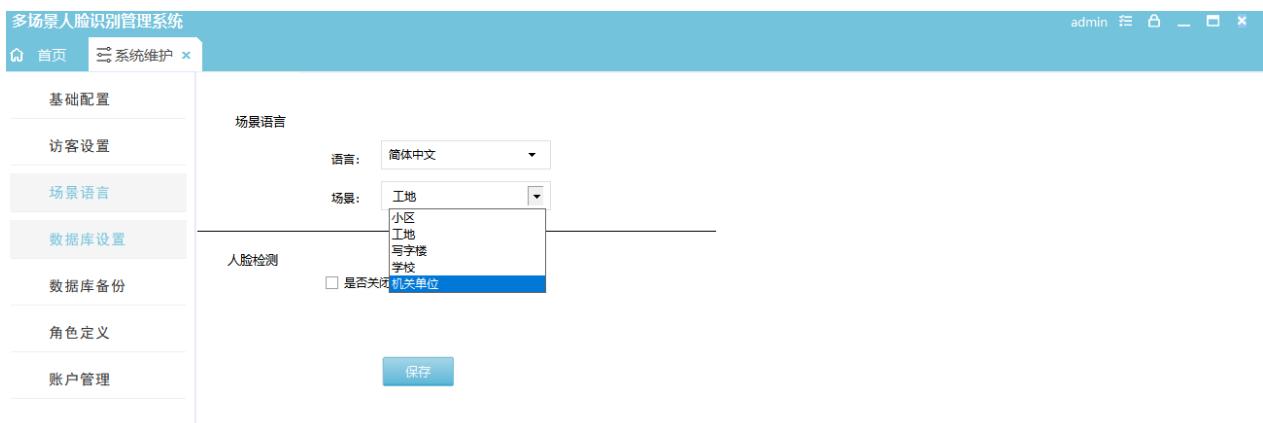 多场景人脸识别管理系统
admin
首页
系统维护
基础配置
访客设置
场景语言
数据库设置
数据库备份
角色定义
账户管理
场景语言
语言: 简体中文
场景: 工地
小区
工地
写字楼
学校
机关单位
人脸检测
是否关闭
保存